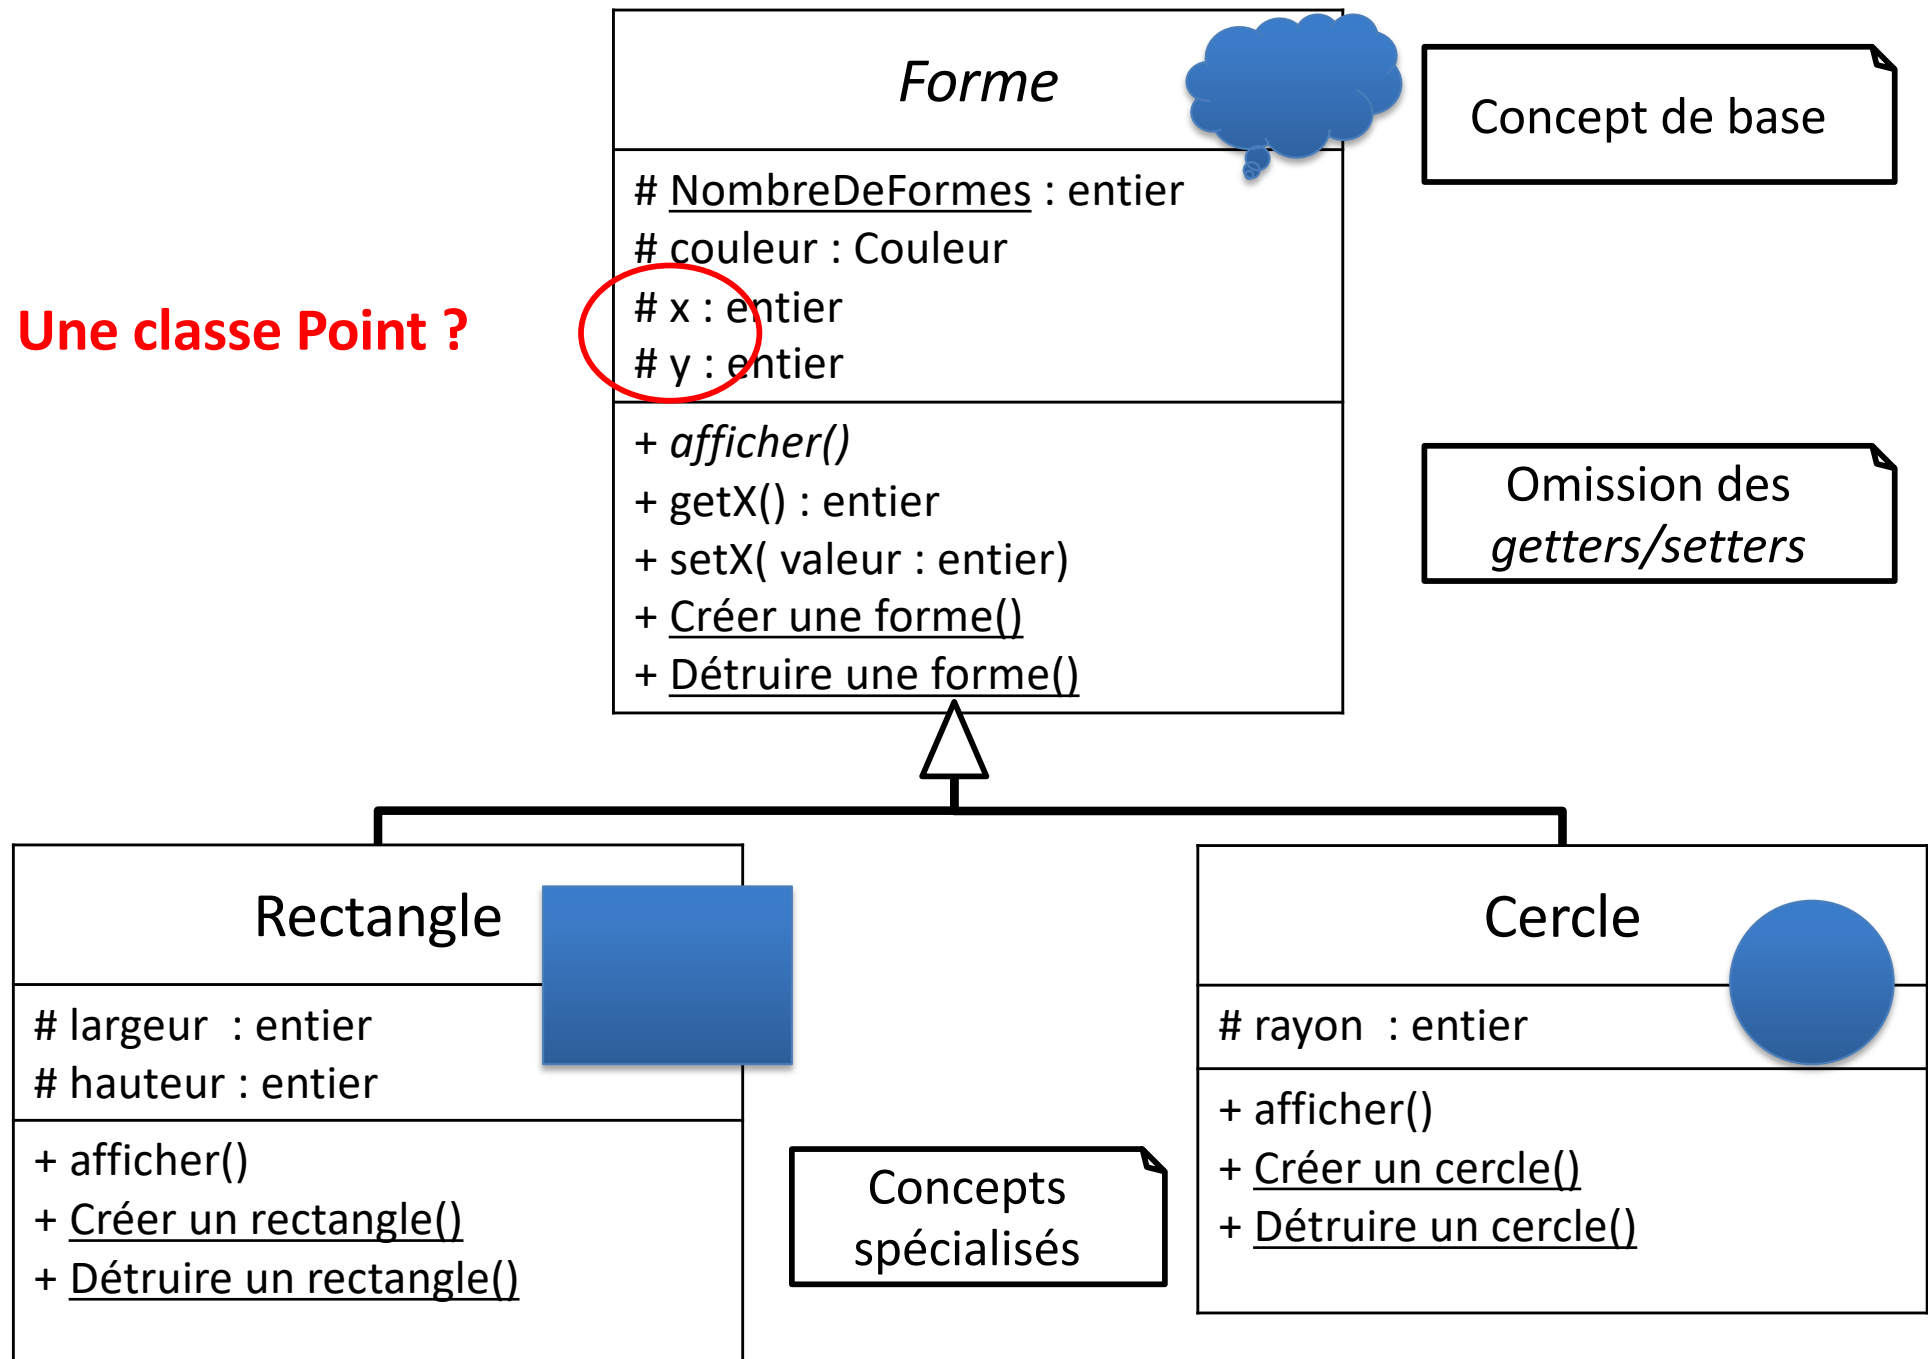 Forme
Concept de base
# NombreDeFormes : entier
# couleur : Couleur
# x : entier
# y : entier
Une classe Point ?
+ afficher()
+ getX() : entier
+ setX( valeur : entier)
+ Créer une forme()
+ Détruire une forme()
Omission des
getters/setters
Rectangle
# largeur  : entier
# hauteur : entier
+ afficher()
+ Créer un rectangle()
+ Détruire un rectangle()
Concepts
spécialisés
Cercle
# rayon  : entier
+ afficher()
+ Créer un cercle()
+ Détruire un cercle()